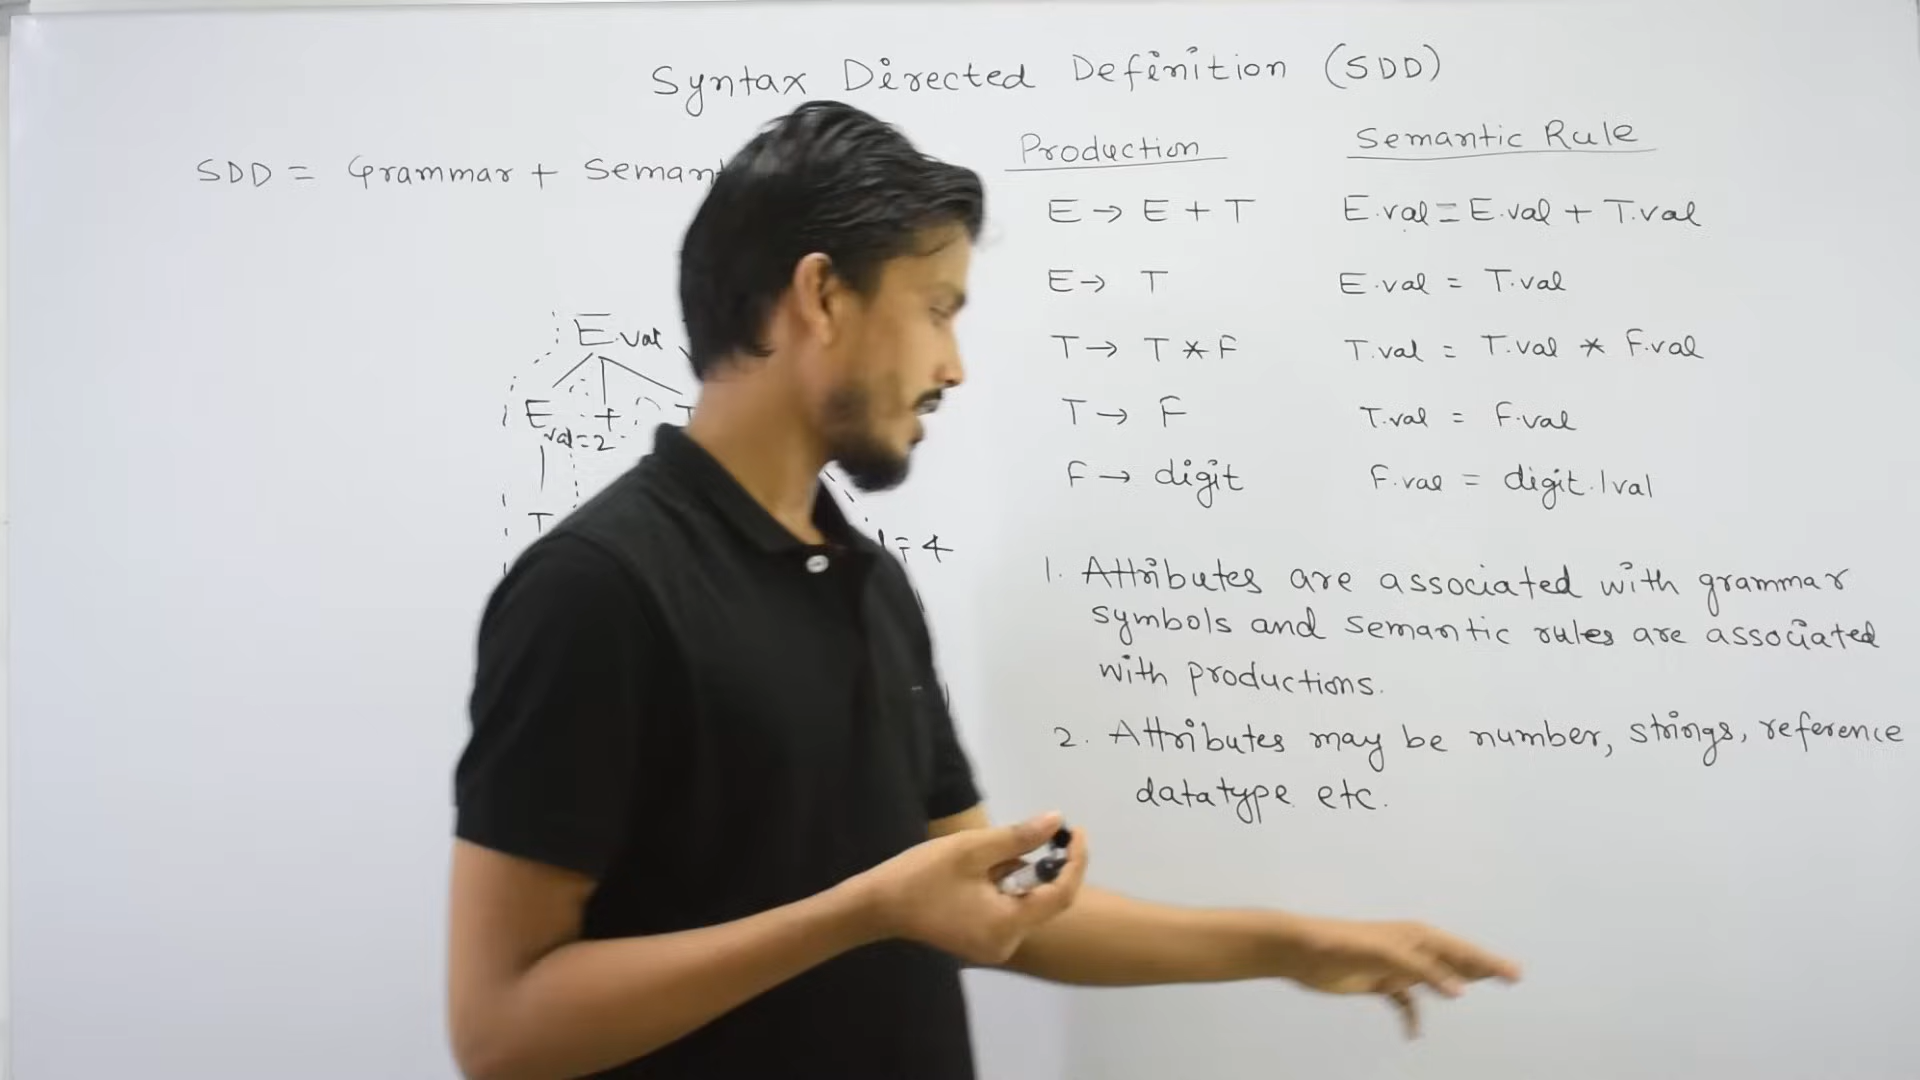 Syntax Directed Definition (SDD)
SDD = Grammar + Semant
Production Semantic Rule
E → E + T E.val = E.val + T.val
E → T E.val = T.val
T → T * F T.val = T.val * F.val
T → F T.val = F.val
F → digit F.val = digit.lval
1. Attributes are associated with grammar
symbols and semantic rules are associated
with productions.
2. Attributes may be number, strings, reference
datatype etc.
E.val
E + T
val=2
T
= 4